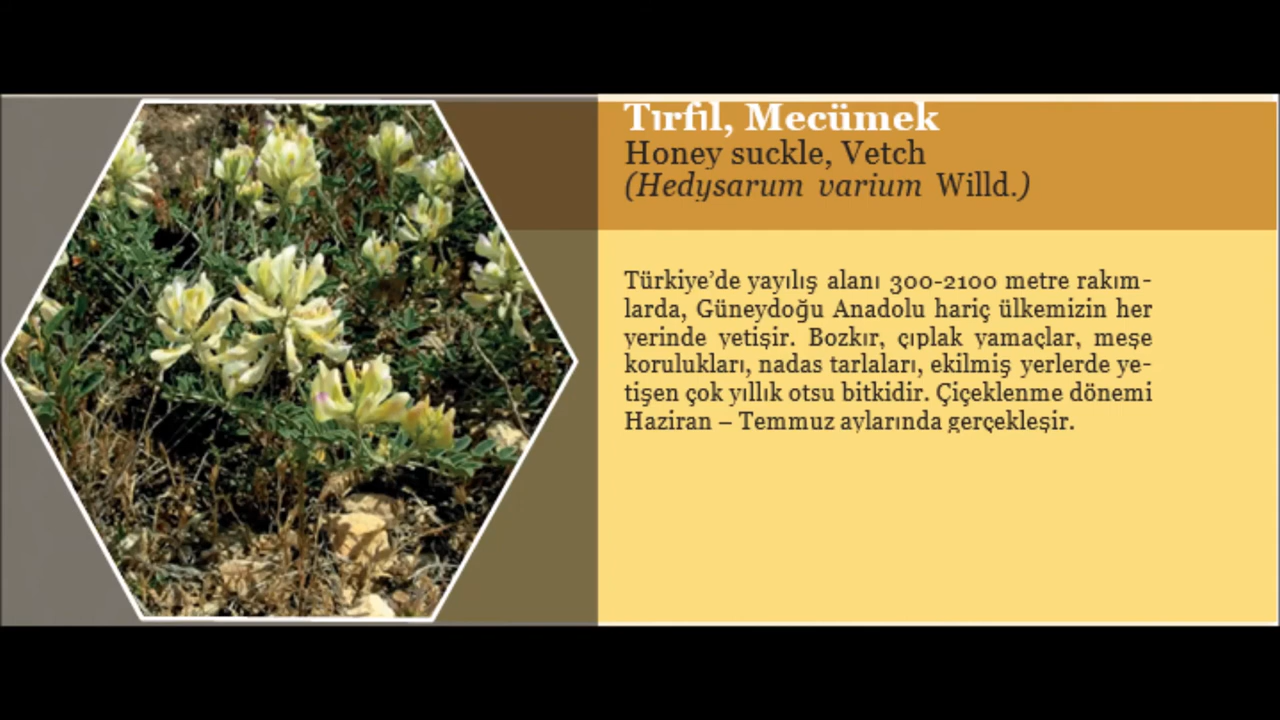 Tırfıl, Mecümek
Honey suckle, Vetch
(Hedysarum varium Willd.)
Türkiye’de yayılış alanı 300-2100 metre rakım-
larda, Güneydoğu Anadolu hariç ülkemizin her
yerinde yetişir. Bozkır, çıplak yamaçlar, meşe
korulukları, nadas tarlaları, ekilmiş yerlerde ye-
tişen çok yıllık otsu bitkidir. Çiçeklenme dönemi
Haziran – Temmuz aylarında gerçekleşir.